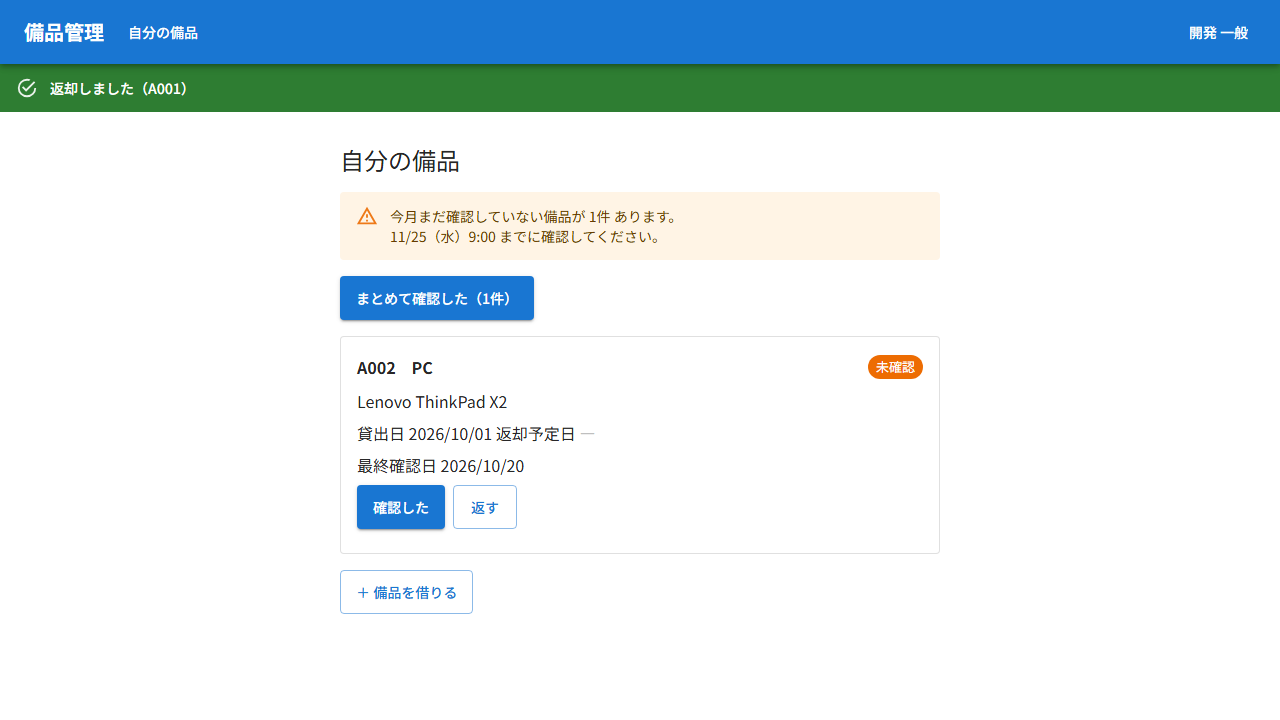 備品管理 自分の備品 開発 一般
返却しました（A001）
自分の備品
今月まだ確認していない備品が 1件 あります。
11/25（水）9:00 までに確認してください。
まとめて確認した（1件）
A002 PC 未確認
Lenovo ThinkPad X2
貸出日 2026/10/01 返却予定日 —
最終確認日 2026/10/20
確認した 返す
＋ 備品を借りる